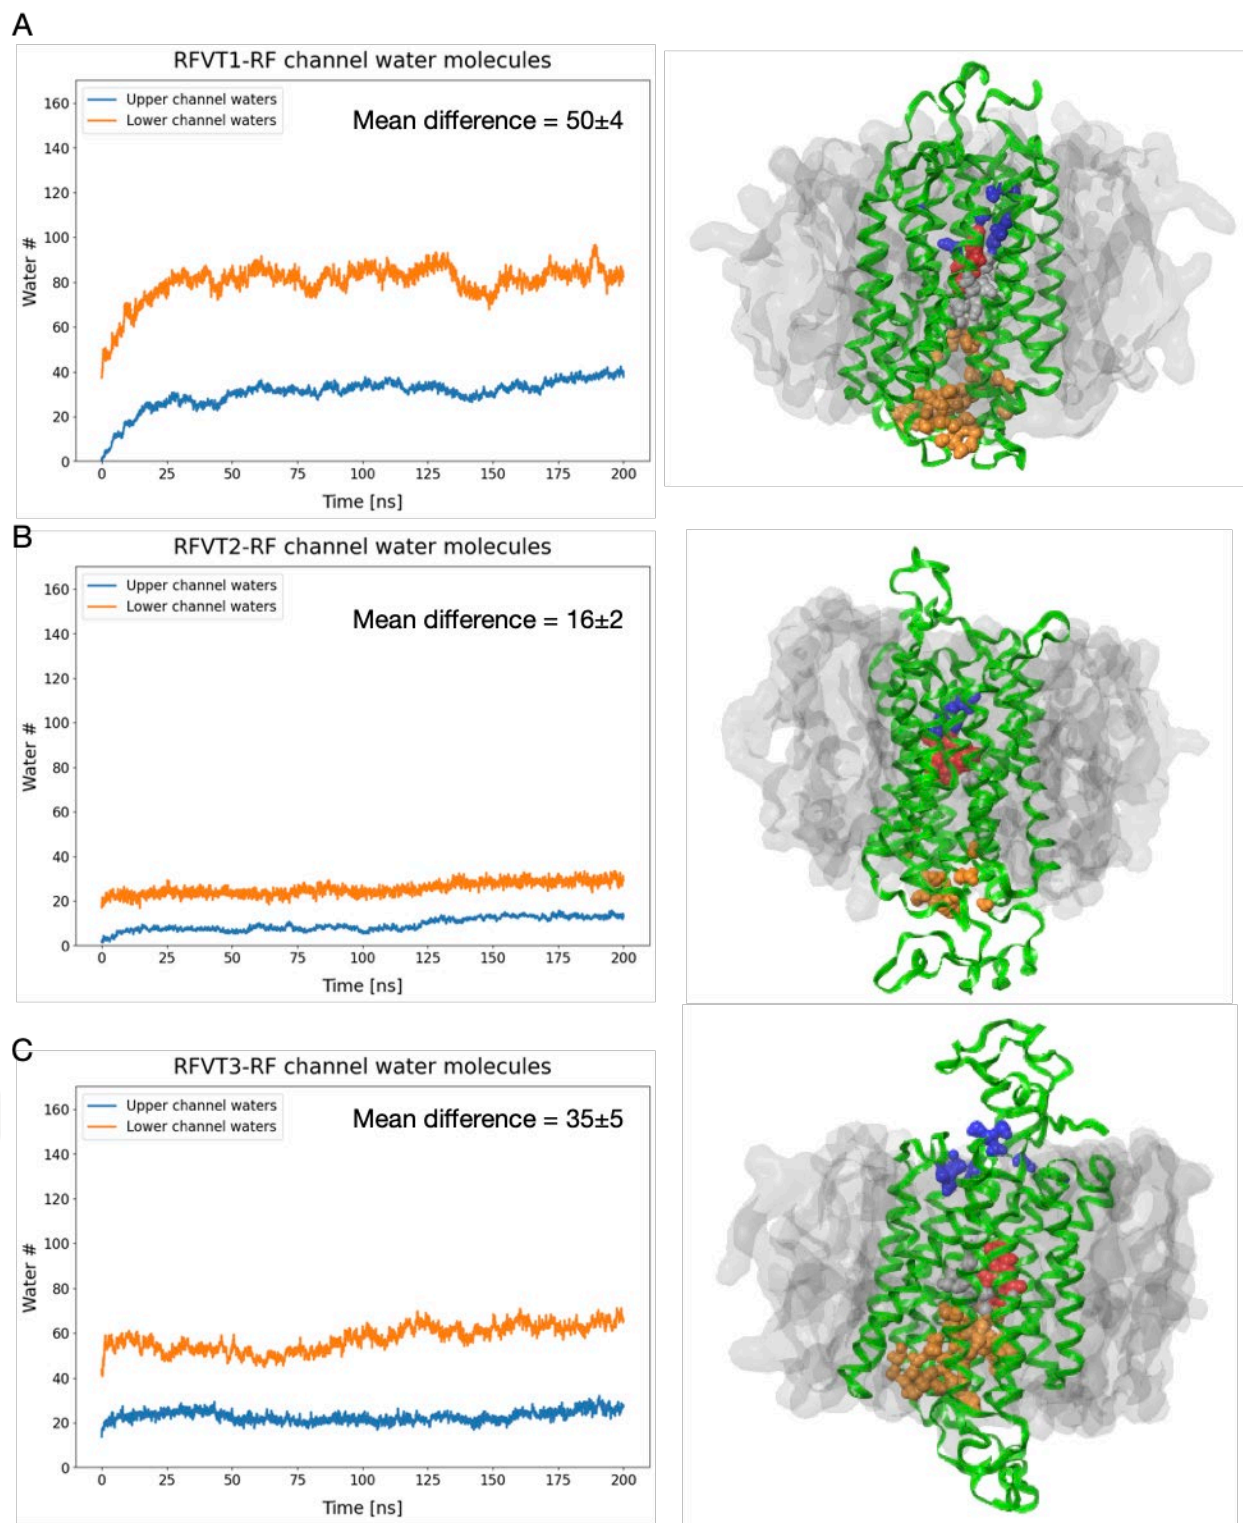 A
RFVT1-RF channel water molecules
Upper channel waters
Lower channel waters
Mean difference = 50±4
160
140
120
100
80
60
40
20
0
Water #
0 25 50 75 100 125 150 175 200
Time [ns]
B
RFVT2-RF channel water molecules
Upper channel waters
Lower channel waters
Mean difference = 16±2
160
140
120
100
80
60
40
20
0
Water #
0 25 50 75 100 125 150 175 200
Time [ns]
C
RFVT3-RF channel water molecules
Upper channel waters
Lower channel waters
Mean difference = 35±5
160
140
120
100
80
60
40
20
0
Water #
0 25 50 75 100 125 150 175 200
Time [ns]